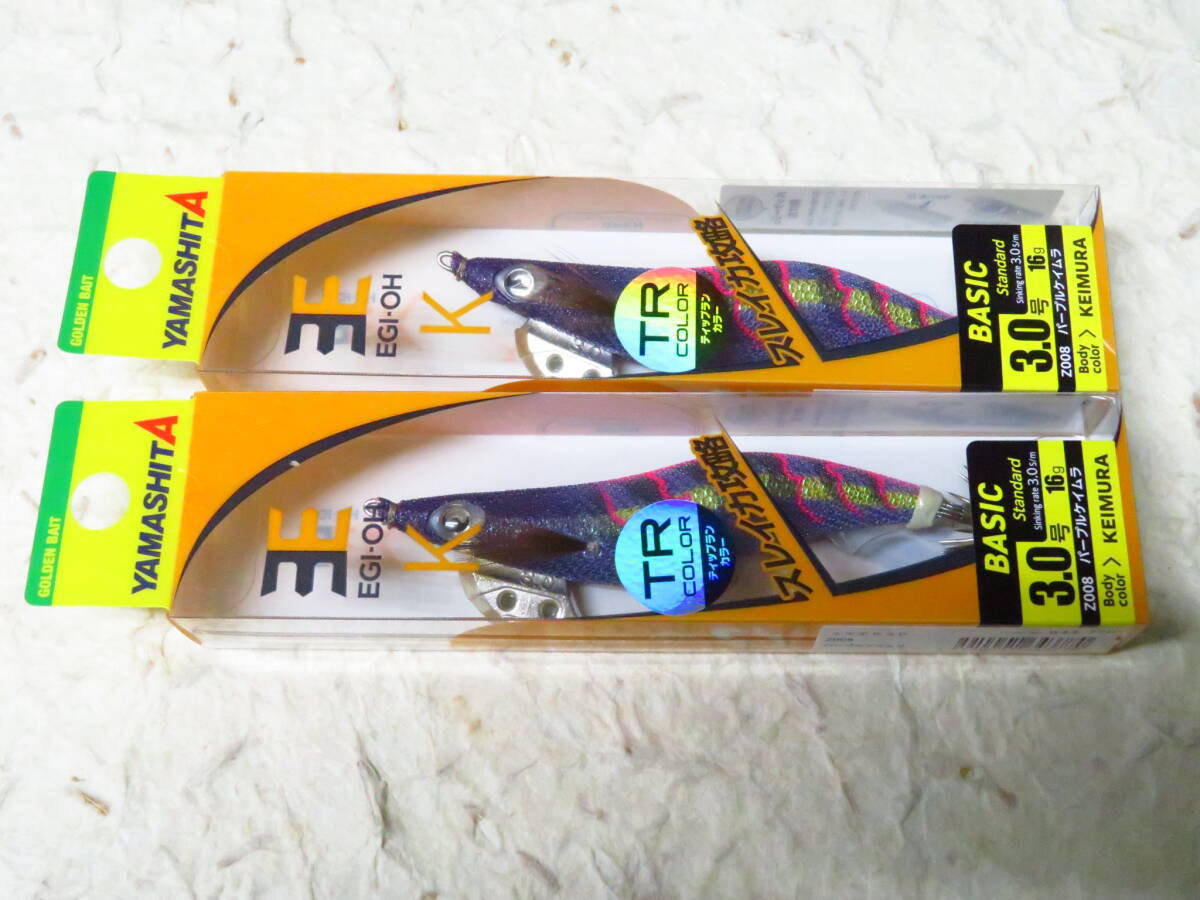 GOLDEN BAIT
YAMASHITA
EGI-OH
K
TR
COLOR
ティップラン
カラー
スレイカ攻略
BASIC
Standard
Sinking rate 3.0 s/m
3.0号 16g
Z008 パープルケイムラ
Body color > KEIMURA
GOLDEN BAIT
YAMASHITA
EGI-OH
K
TR
COLOR
ティップラン
カラー
スレイカ攻略
BASIC
Standard
Sinking rate 3.0 s/m
3.0号 16g
Z008 パープルケイムラ
Body color > KEIMURA